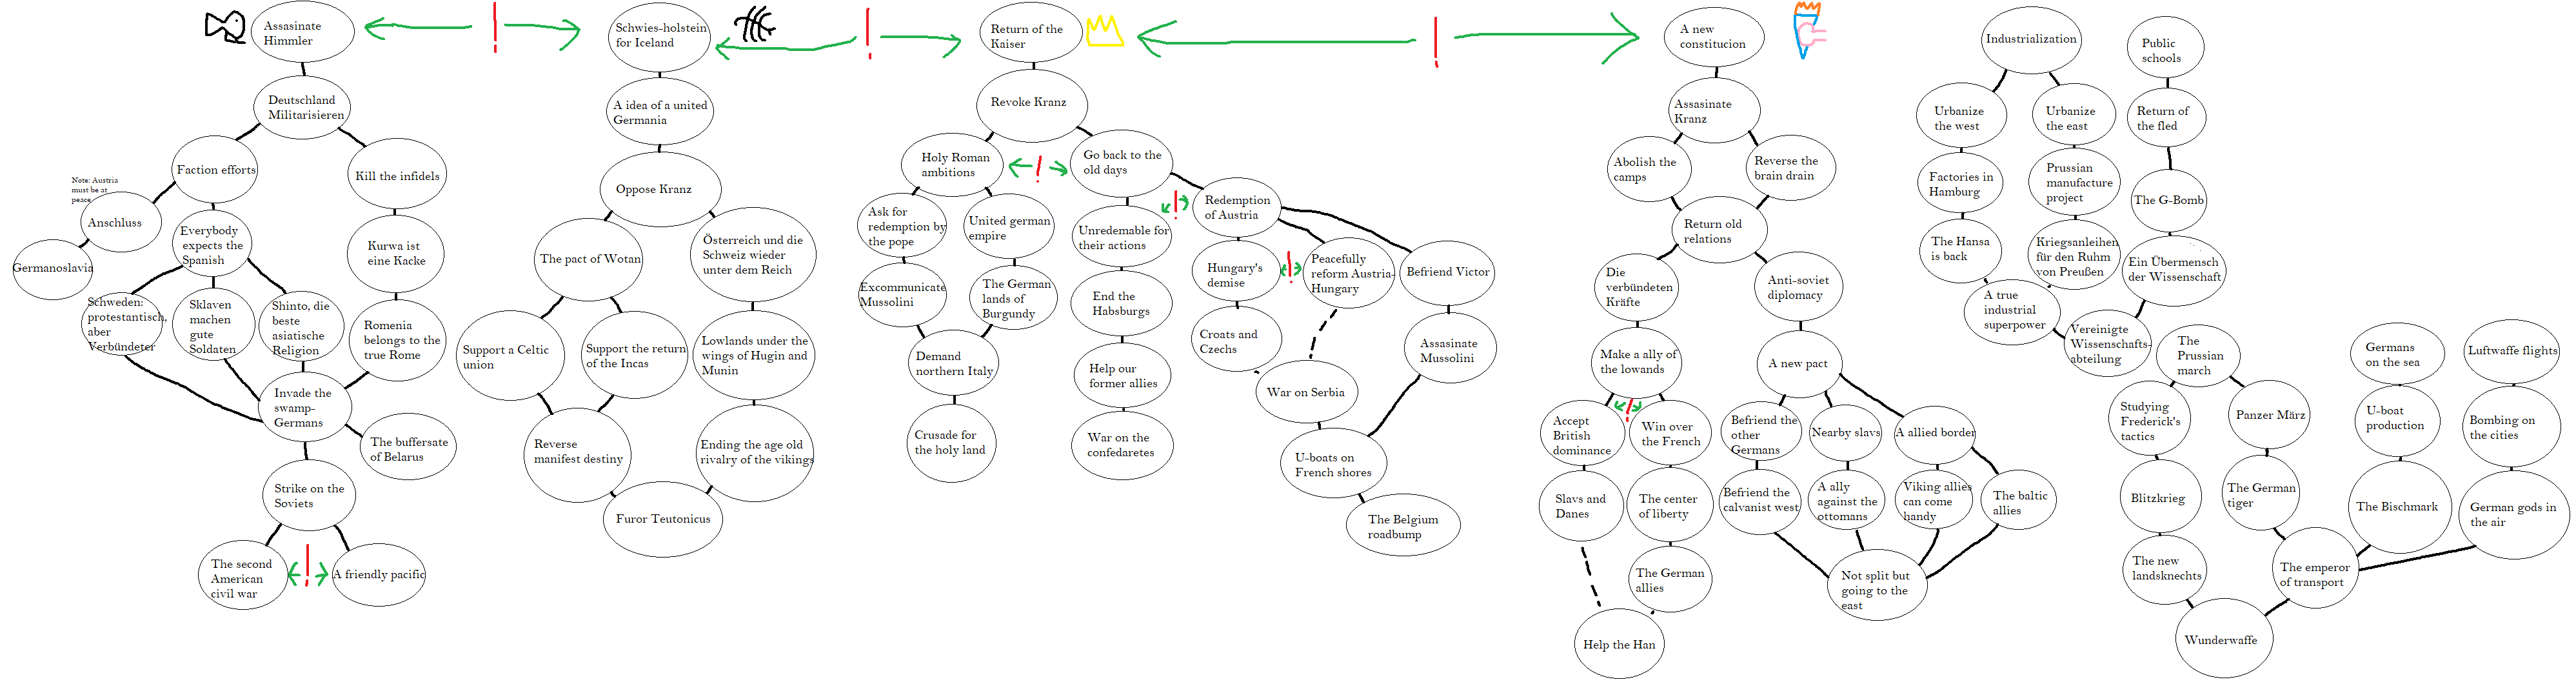 Assasinate
Himmler
Deutschland
Militarisieren
Faction efforts
Kill the infidels
Note: Austria
must be at
peace
Anschluss
Germanoslavia
Everybody
expects the
Spanish
Kurwa ist
eine Kacke
Schweden:
protestantisch,
aber
Verbündeter
Sklaven
machen
gute
Soldaten
Shinto, die
beste
asiatische
Religion
Romenia
belongs to the
true Rome
Invade the
swamp-
Germans
The buffersate
of Belarus
Strike on the
Soviets
The second
American
civil war
!
A friendly pacific
!
Schwies-holstein
for Iceland
A idea of a united
Germania
Oppose Kranz
The pact of Wotan
Österreich und die
Schweiz wieder
unter dem Reich
Support a Celtic
union
Support the return
of the Incas
Lowlands under the
wings of Hugin and
Munin
Reverse
manifest destiny
Ending the age old
rivalry of the vikings
Furor Teutonicus
!
Return of the
Kaiser
Revoke Kranz
Holy Roman
ambitions
!
Go back to the
old days
Ask for
redemption by
the pope
United german
empire
Excommunicate
Mussolini
The German
lands of
Burgundy
Demand
northern Italy
Crusade for
the holy land
Unredemable for
their actions
!
Redemption
of Austria
End the
Habsburgs
Help our
former allies
War on the
confedaretes
Hungary's
demise
!
Peacefully
reform Austria-
Hungary
Befriend Victor
Croats and
Czechs
Assasinate
Mussolini
War on Serbia
U-boats on
French shores
The Belgium
roadbump
!
A new
constitucion
Assasinate
Kranz
Abolish the
camps
Reverse the
brain drain
Return old
relations
Die
verbündeten
Kräfte
Anti-soviet
diplomacy
Make a ally of
the lowands
A new pact
Accept
British
dominance
!
Win over
the French
Befriend the
other
Germans
Nearby slavs
A allied border
Slavs and
Danes
The center
of liberty
Befriend the
calvanist west
A ally
against the
ottomans
Viking allies
can come
handy
The baltic
allies
The German
allies
Not split but
going to the
east
Help the Han
Industrialization
Urbanize
the west
Urbanize
the east
Factories in
Hamburg
Prussian
manufacture
project
The Hansa
is back
Kriegsanleihen
für den Ruhm
von Preußen
A true
industrial
superpower
Public
schools
Return of
the fled
The G-Bomb
Ein Übermensch
der Wissenschaft
Vereinigte
Wissenschafts-
abteilung
The
Prussian
march
Studying
Frederick's
tactics
Panzer März
Blitzkrieg
The German
tiger
The new
landsknechts
The emperor
of transport
Wunderwaffe
Germans
on the sea
U-boat
production
The Bischmark
Luftwaffe flights
Bombing on
the cities
German gods in
the air